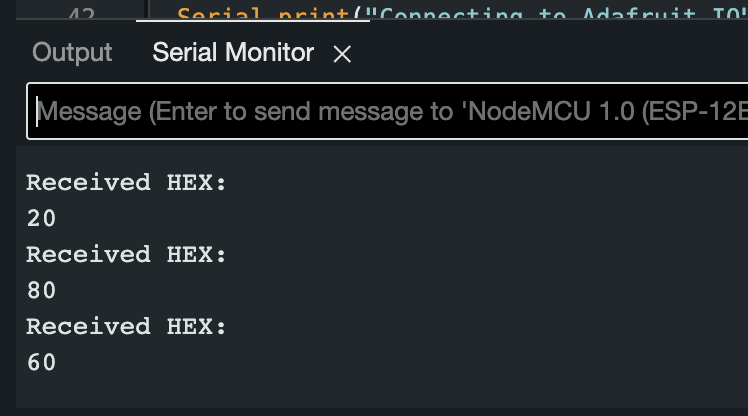 42 Serial.print("Connecting to Adafruit IO"
Output Serial Monitor ×
Message (Enter to send message to 'NodeMCU 1.0 (ESP-12E
Received HEX:
20
Received HEX:
80
Received HEX:
60